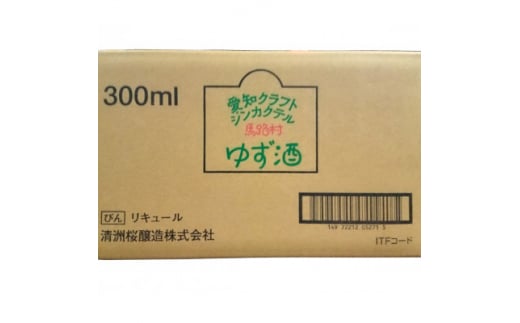 300ml
愛知クラフト
ジンカクテル
馬路村
ゆず酒
びん リキュール
清洲桜醸造株式会社
ITFコード